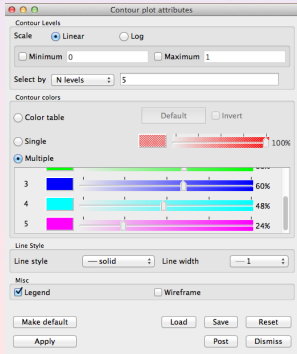 Contour plot attributes
Contour Levels
Scale Linear Log
Minimum 0 Maximum 1
Select by N levels 5
Contour colors
Color table Default Invert
Single 100%
Multiple
3 60%
4 48%
5 24%
Line Style
Line style — solid Line width — 1
Misc
Legend Wireframe
Make default Load Save Reset
Apply Post Dismiss